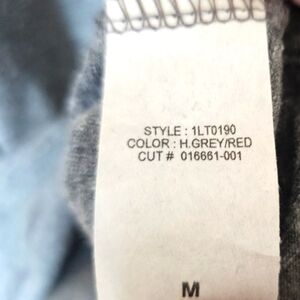 STYLE : 1LT0190
COLOR : H.GREY/RED
CUT # 016661-001
M